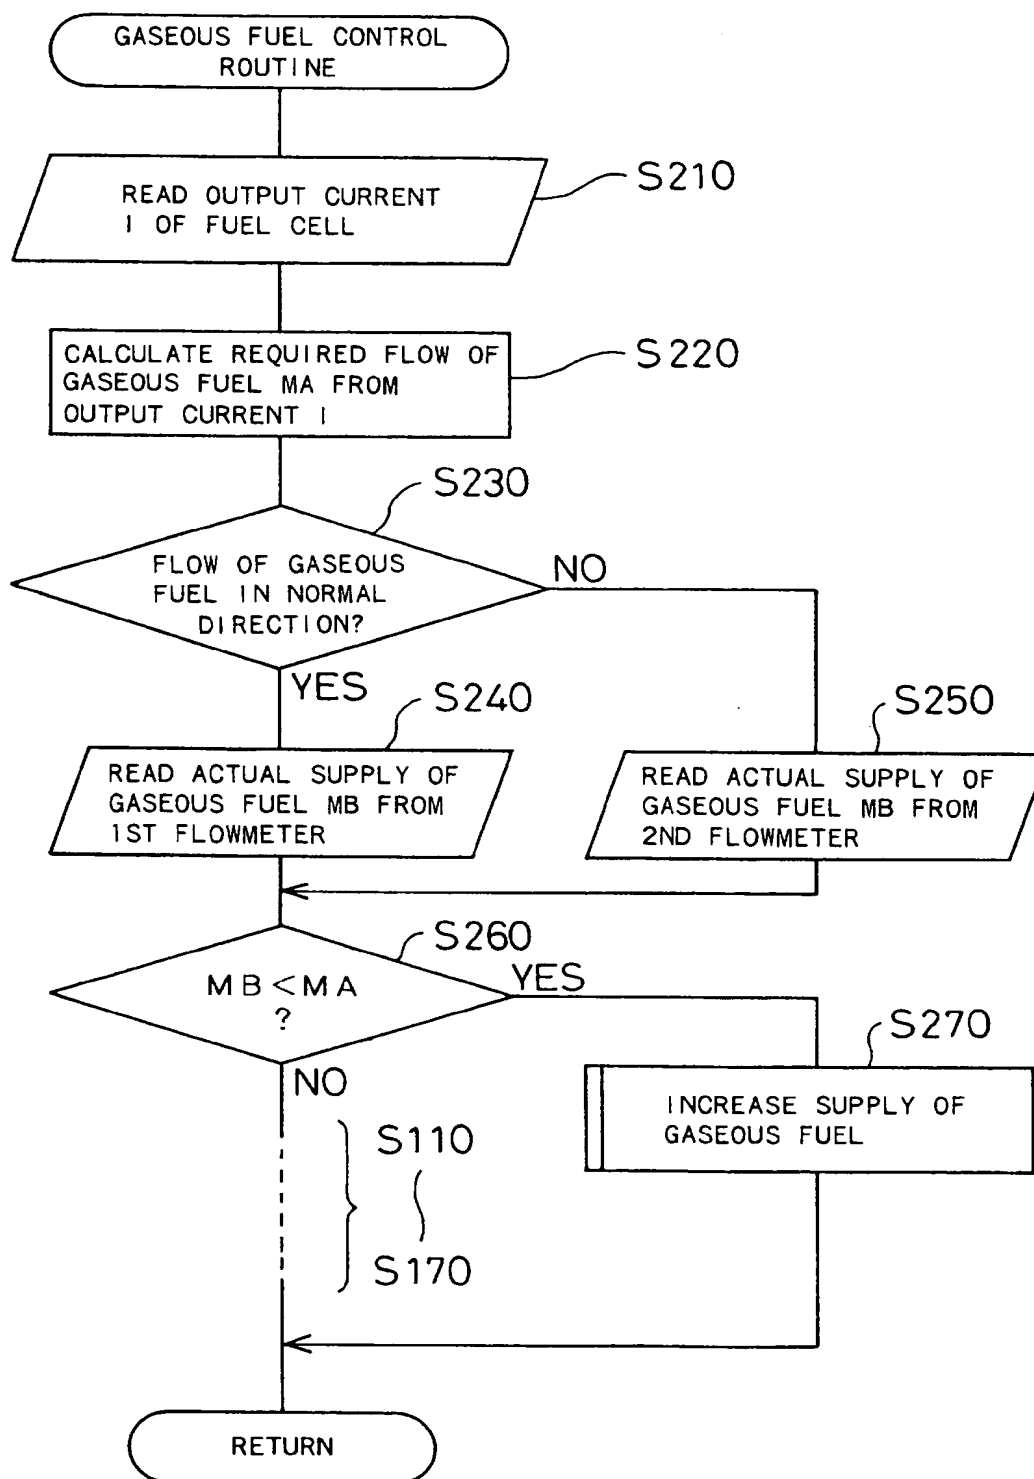 GASEOUS FUEL CONTROL
ROUTINE
READ OUTPUT CURRENT
I OF FUEL CELL
S210
CALCULATE REQUIRED FLOW OF
GASEOUS FUEL MA FROM
OUTPUT CURRENT I
S220
S230
FLOW OF GASEOUS
FUEL IN NORMAL
DIRECTION?
NO
YES
S240
READ ACTUAL SUPPLY OF
GASEOUS FUEL MB FROM
1ST FLOWMETER
S250
READ ACTUAL SUPPLY OF
GASEOUS FUEL MB FROM
2ND FLOWMETER
S260
MB<MA
?
YES
NO
S270
INCREASE SUPPLY OF
GASEOUS FUEL
S110
S170
RETURN